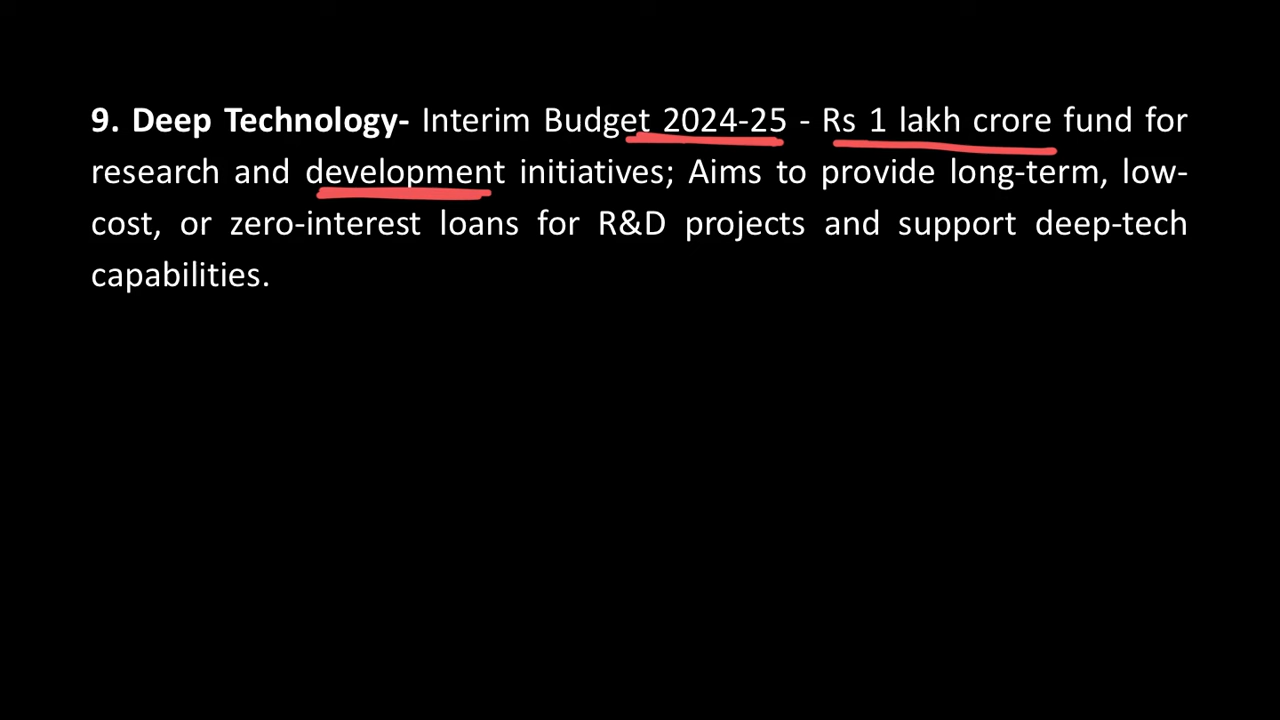 9. Deep Technology- Interim Budget 2024-25 - Rs 1 lakh crore fund for
research and development initiatives; Aims to provide long-term, low-
cost, or zero-interest loans for R&D projects and support deep-tech
capabilities.